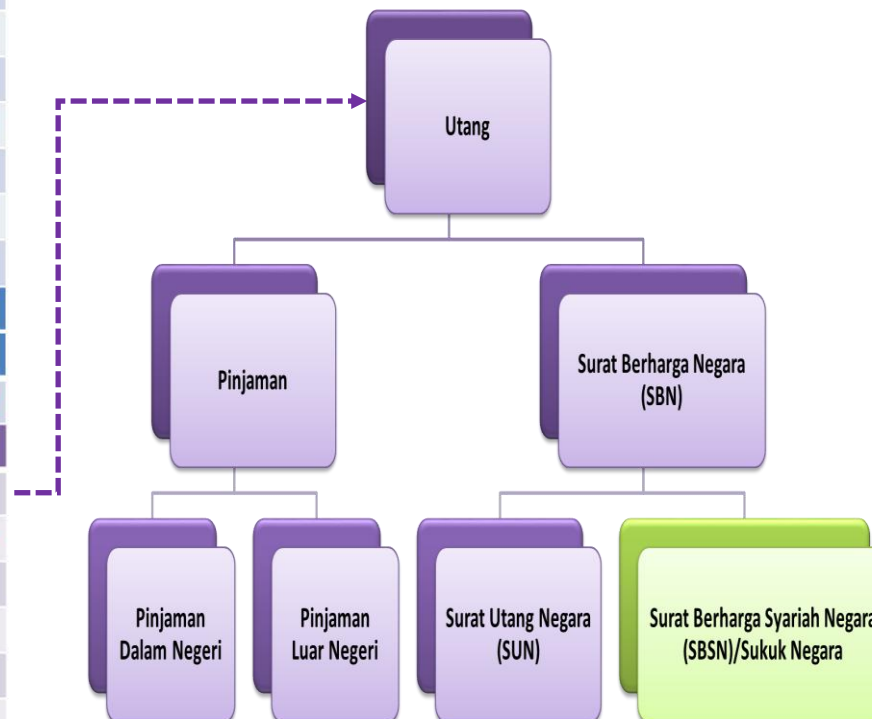 Utang
Pinjaman
Surat Berharga Negara
(SBN)
Pinjaman
Dalam Negeri
Pinjaman
Luar Negeri
Surat Utang Negara
(SUN)
Surat Berharga Syariah Negara
(SBSN)/Sukuk Negara